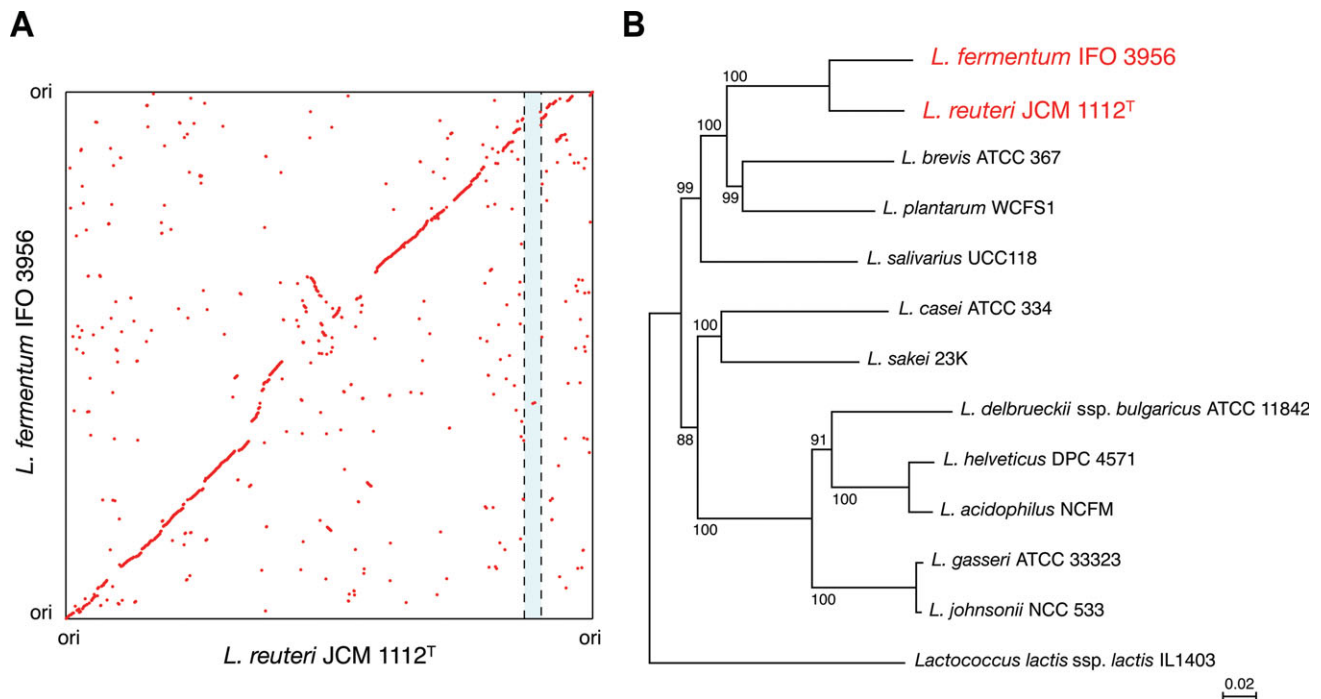 A
ori
L. fermentum IFO 3956
ori
ori
ori
L. reuteri JCM 1112ᵀ
B
L. fermentum IFO 3956
100
L. reuteri JCM 1112ᵀ
100
L. brevis ATCC 367
99
99
L. plantarum WCFS1
L. salivarius UCC118
L. casei ATCC 334
100
L. sakei 23K
L. delbrueckii ssp. bulgaricus ATCC 11842
88
91
L. helveticus DPC 4571
100
L. acidophilus NCFM
100
L. gasseri ATCC 33323
100
L. johnsonii NCC 533
Lactococcus lactis ssp. lactis IL1403
0.02